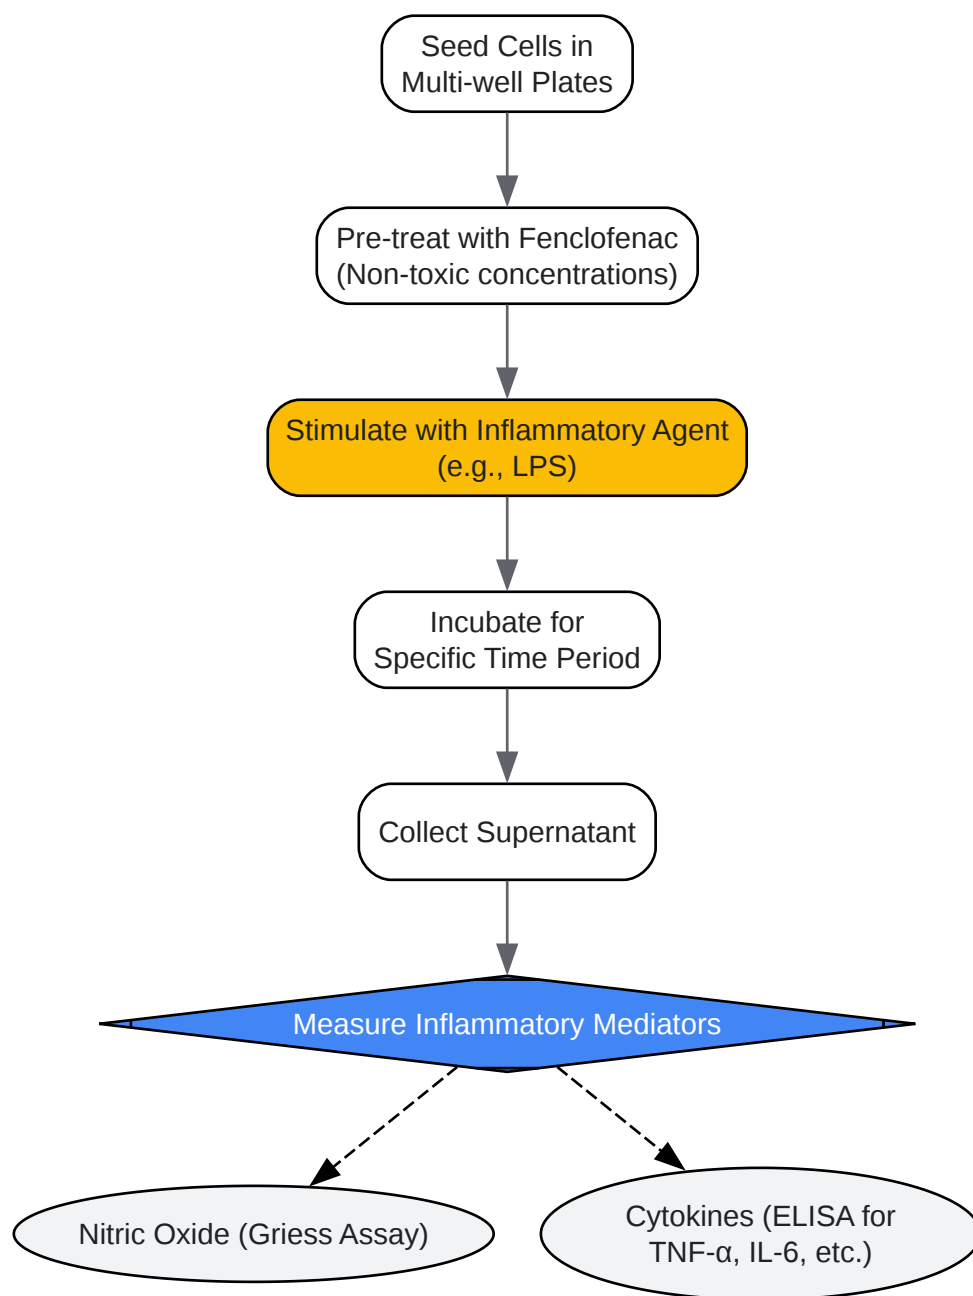 Seed Cells in
Multi-well Plates
Pre-treat with Fenclofenac
(Non-toxic concentrations)
Stimulate with Inflammatory Agent
(e.g., LPS)
Incubate for
Specific Time Period
Collect Supernatant
Measure Inflammatory Mediators
Nitric Oxide (Griess Assay)
Cytokines (ELISA for
TNF-α, IL-6, etc.)